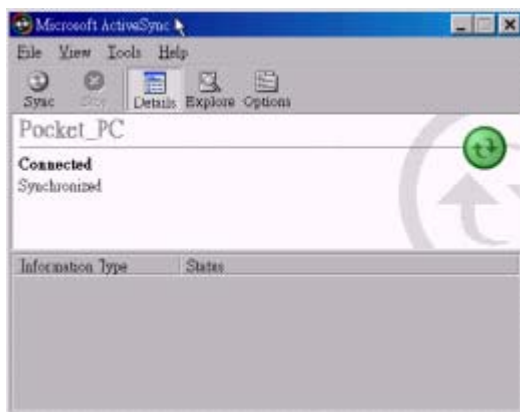 Microsoft ActiveSync
File View Tools Help
Sync Stop Details Explore Options
Pocket_PC
Connected
Synchronized
Information Type Status